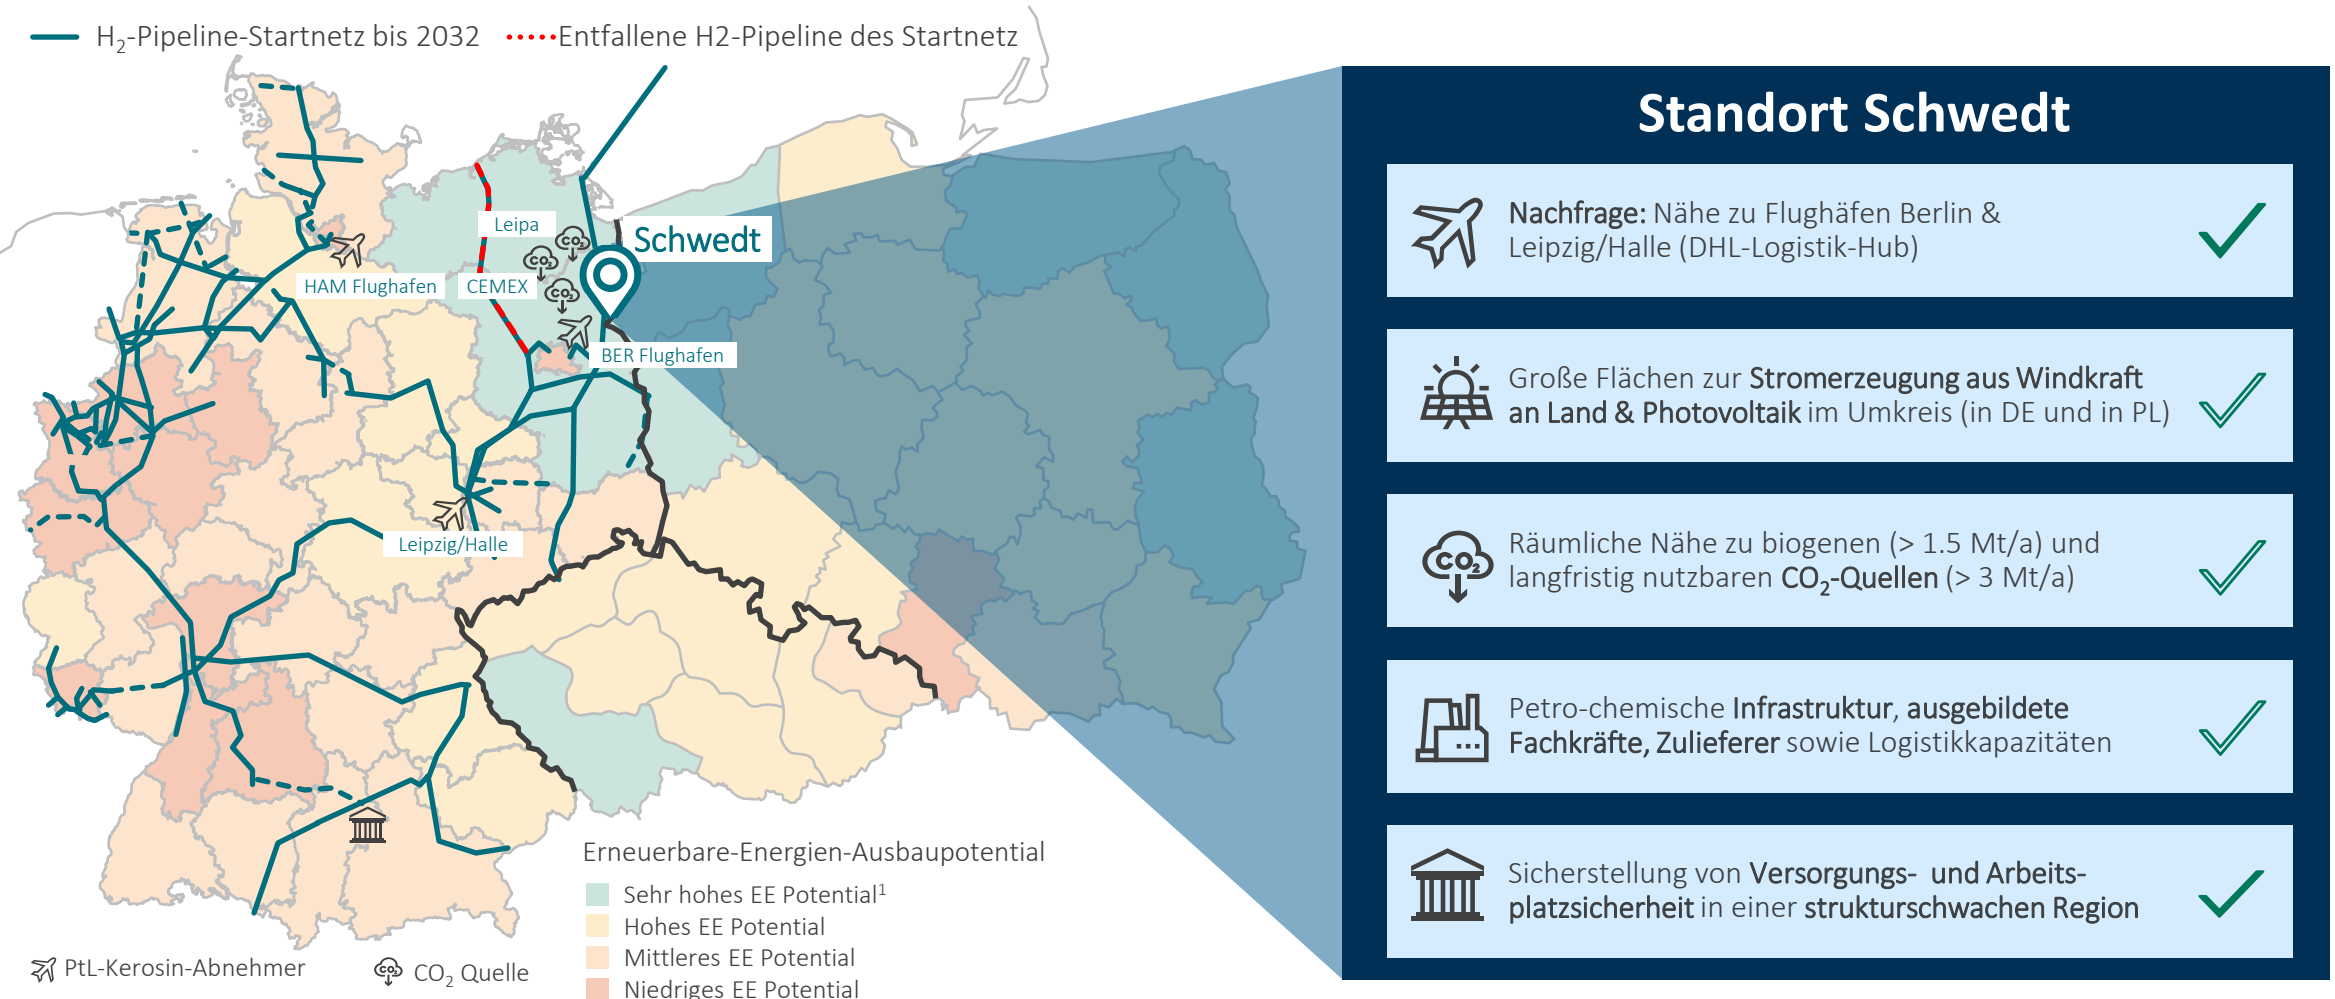 H₂-Pipeline-Startnetz bis 2032
Entfallene H2-Pipeline des Startnetz
Leipa
CO₂
CO₂
CO₂
Schwedt
HAM Flughafen
CEMEX
BER Flughafen
Leipzig/Halle
Erneuerbare-Energien-Ausbaupotential
Sehr hohes EE Potential¹
Hohes EE Potential
Mittleres EE Potential
Niedriges EE Potential
PtL-Kerosin-Abnehmer
CO₂
CO₂ Quelle
Standort Schwedt
Nachfrage: Nähe zu Flughäfen Berlin &
Leipzig/Halle (DHL-Logistik-Hub)
Große Flächen zur Stromerzeugung aus Windkraft
an Land & Photovoltaik im Umkreis (in DE und in PL)
CO₂
Räumliche Nähe zu biogenen (> 1.5 Mt/a) und
langfristig nutzbaren CO₂-Quellen (> 3 Mt/a)
Petro-chemische Infrastruktur, ausgebildete
Fachkräfte, Zulieferer sowie Logistikkapazitäten
Sicherstellung von Versorgungs- und Arbeits-
platzsicherheit in einer strukturschwachen Region